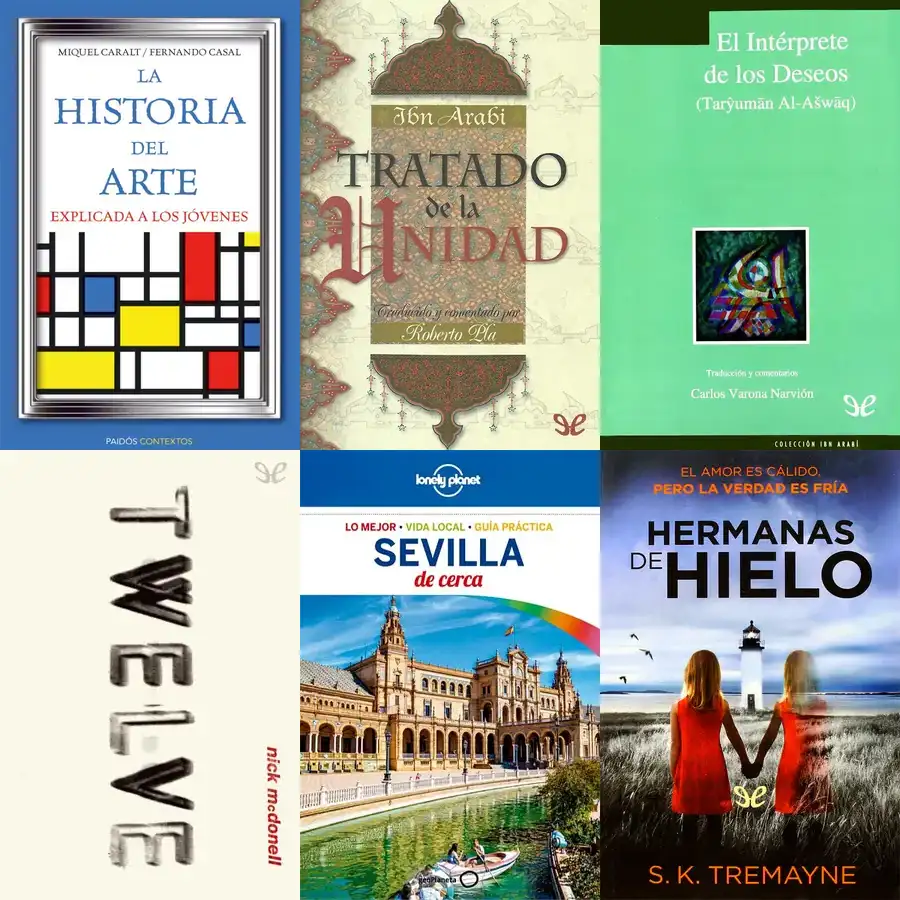 MIQUEL CARALT / FERNANDO CASAL
LA
HISTORIA
DEL
ARTE
EXPLICADA A LOS JÓVENES
PAIDÓS CONTEXTOS
Ibn Arabi
TRATADO
de la
UNIDAD
Traducido y comentado por
Roberto Plá
El Intérprete
de los Deseos
(Tarŷumān Al-Ašwāq)
Traducción y comentarios
Carlos Varona Narvión
COLECCIÓN IBN ARABÍ
TWELVE
nick mcdonell
lonely planet
LO MEJOR • VIDA LOCAL • GUÍA PRÁCTICA
SEVILLA
de cerca
geoPlaneta
EL AMOR ES CÁLIDO,
PERO LA VERDAD ES FRÍA
HERMANAS
DE HIELO
S. K. TREMAYNE